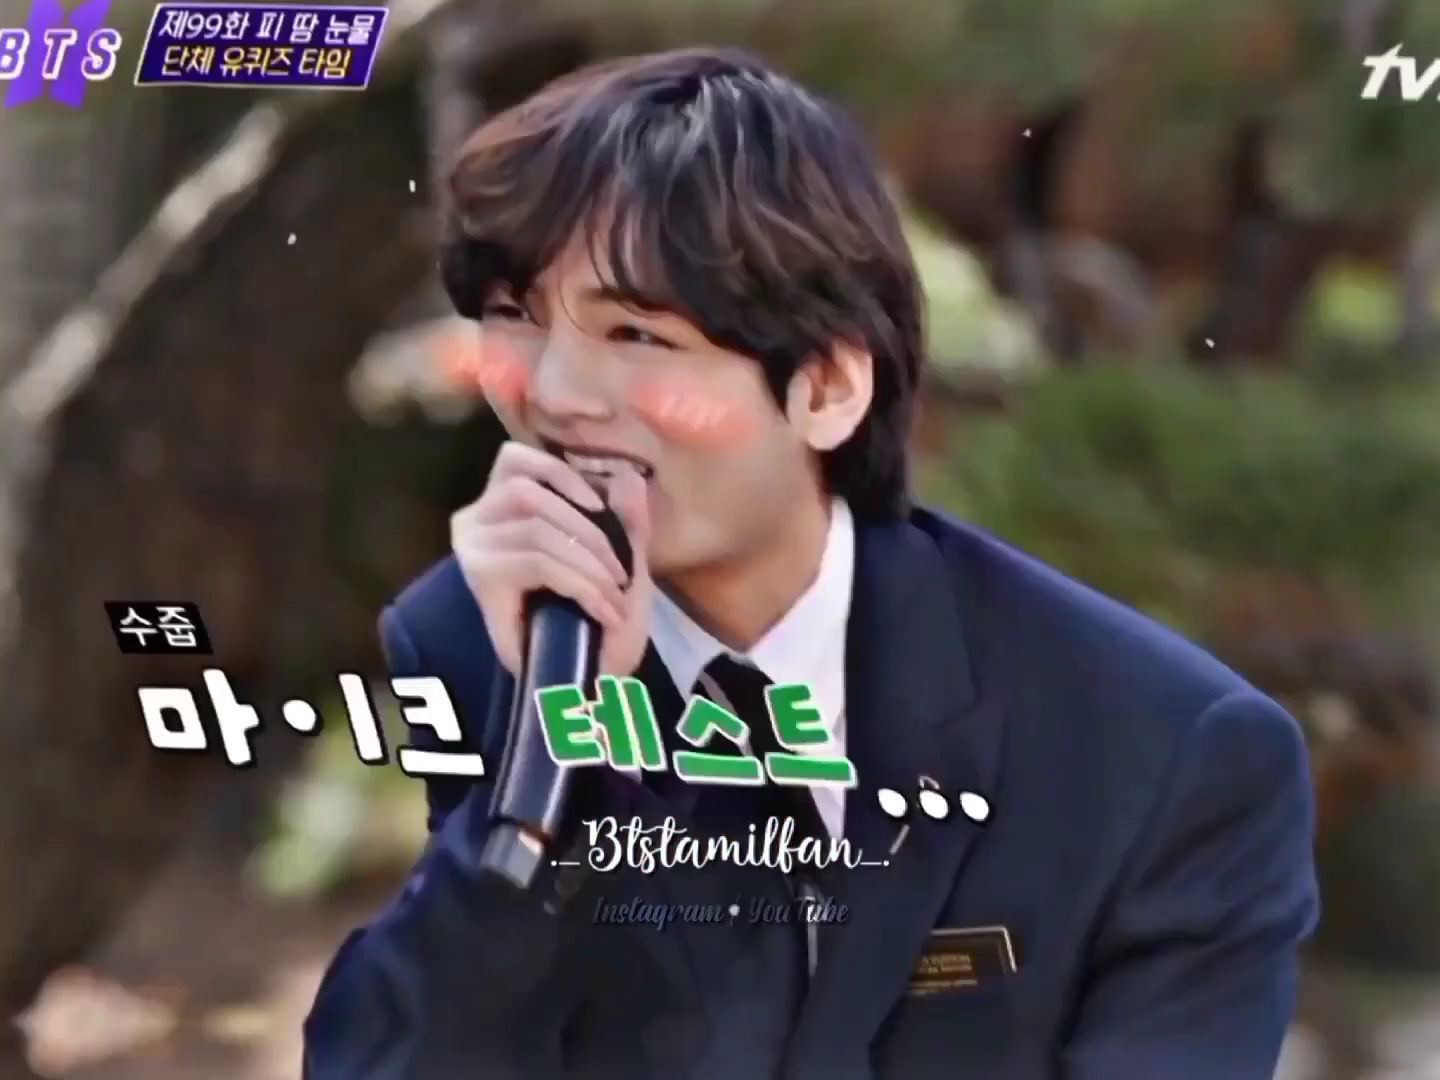 BTS
제99화 피 땀 눈물
단체 유퀴즈 타임
tv
수줍
마이크 테스트...
._Btstamilfan_.
Instagram • YouTube